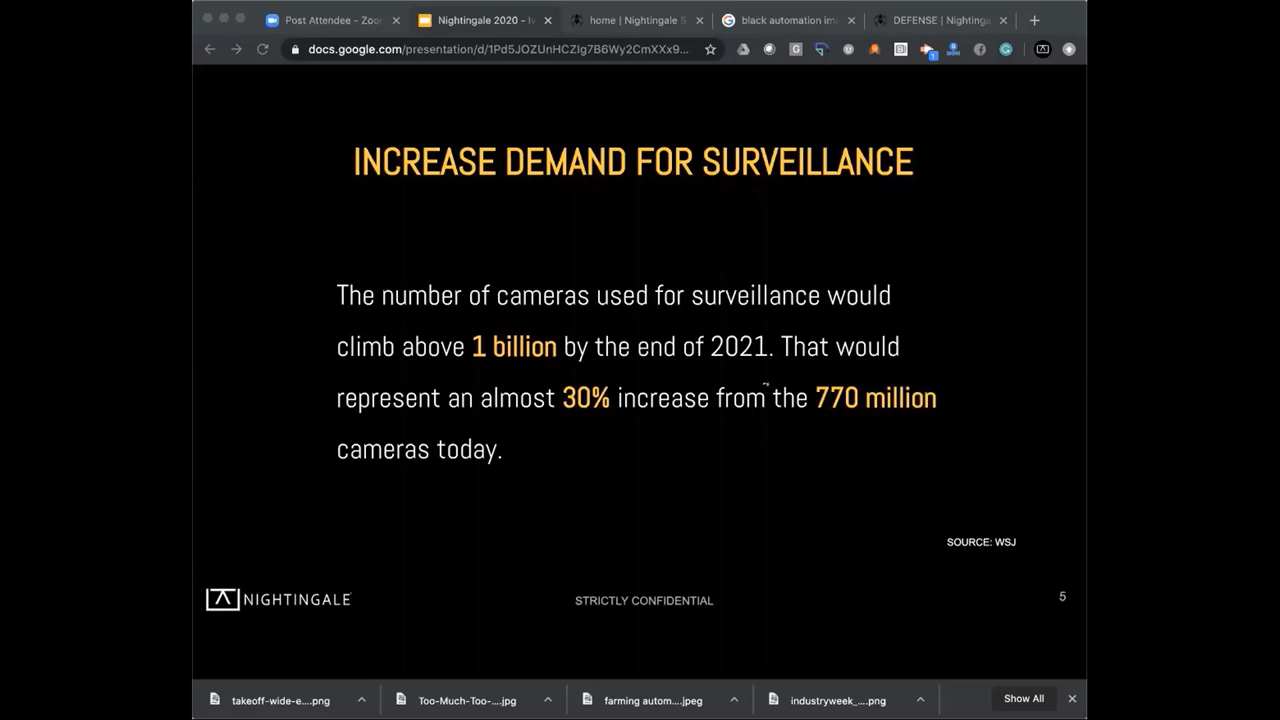 Post Attendee - Zoo
Nightingale 2020 - I
home | Nightingale S
black automation im
DEFENSE | Nighting
docs.google.com/presentation/d/1Pd5JOZUnHCZIg7B6Wy2CmXXx9...
INCREASE DEMAND FOR SURVEILLANCE
The number of cameras used for surveillance would
climb above 1 billion by the end of 2021. That would
represent an almost 30% increase from the 770 million
cameras today.
SOURCE: WSJ
NIGHTINGALE
STRICTLY CONFIDENTIAL
5
takeoff-wide-e....png
Too-Much-Too-....jpg
farming autom....jpeg
industryweek_....png
Show All